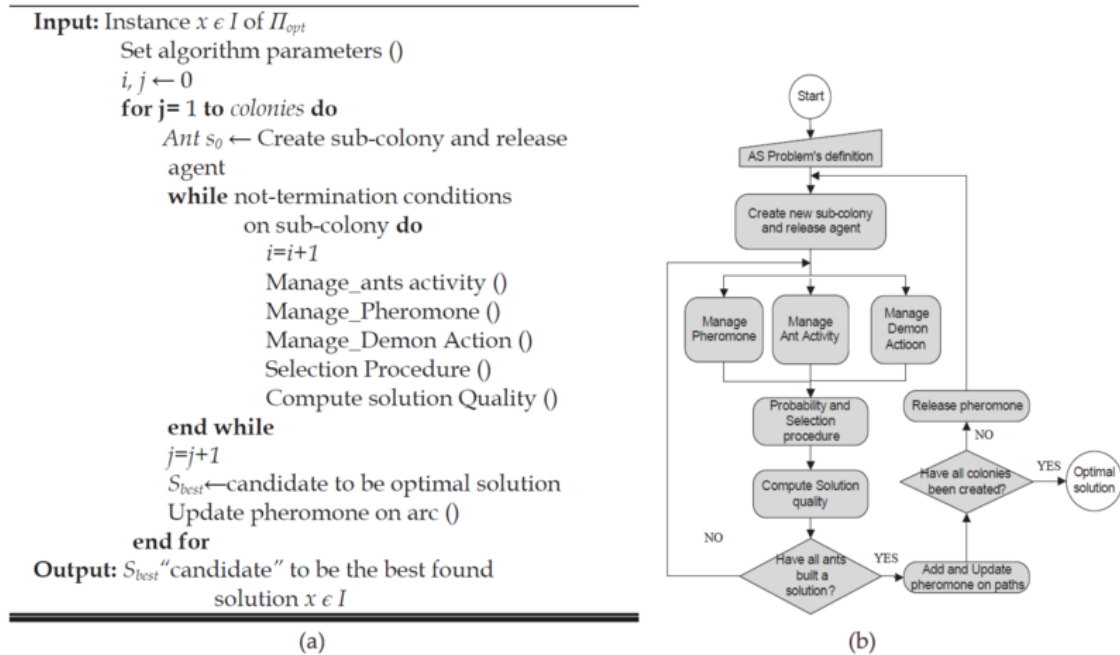 Input: Instance x ϵ I of Π_opt
Set algorithm parameters ()
i, j ← 0
for j= 1 to colonies do
Ant s_0 ← Create sub-colony and release
agent
while not-termination conditions
on sub-colony do
i=i+1
Manage_ants activity ()
Manage_Pheromone ()
Manage_Demon Action ()
Selection Procedure ()
Compute solution Quality ()
end while
j=j+1
S_best←candidate to be optimal solution
Update pheromone on arc ()
end for
Output: S_best“candidate” to be the best found
solution x ϵ I
(a)
Start
AS Problem's definition
Create new sub-colony
and release agent
Manage
Pheromone
Manage
Ant Activity
Manage
Demon
Actioon
Probability and
Selection
procedure
Compute Solution
quality
Have all ants
built a
solution?
NO
YES
Add and Update
pheromone on paths
Have all colonies
been created?
NO
YES
Release pheromone
Optimal
solution
(b)